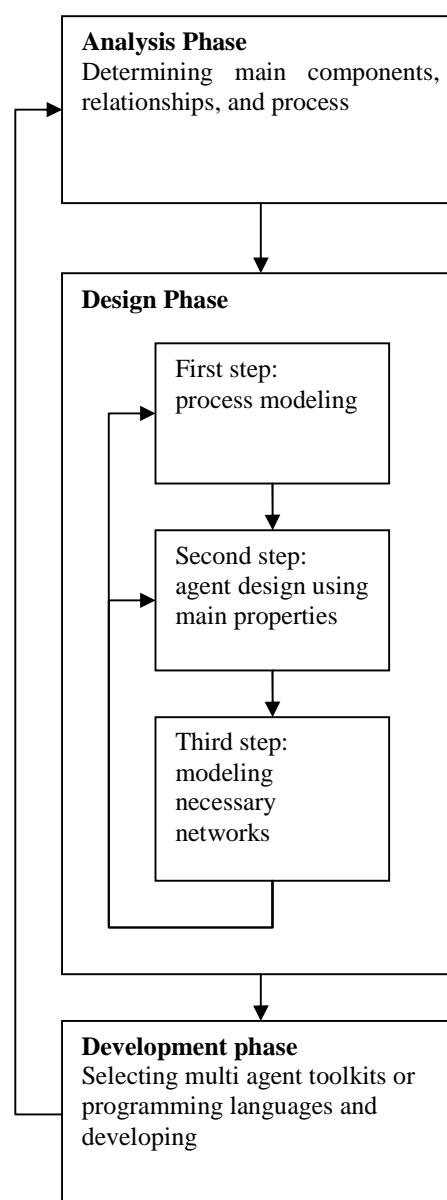 Analysis Phase
Determining main components,
relationships, and process
Design Phase
First step:
process modeling
Second step:
agent design using
main properties
Third step:
modeling
necessary
networks
Development phase
Selecting multi agent toolkits or
programming languages and
developing